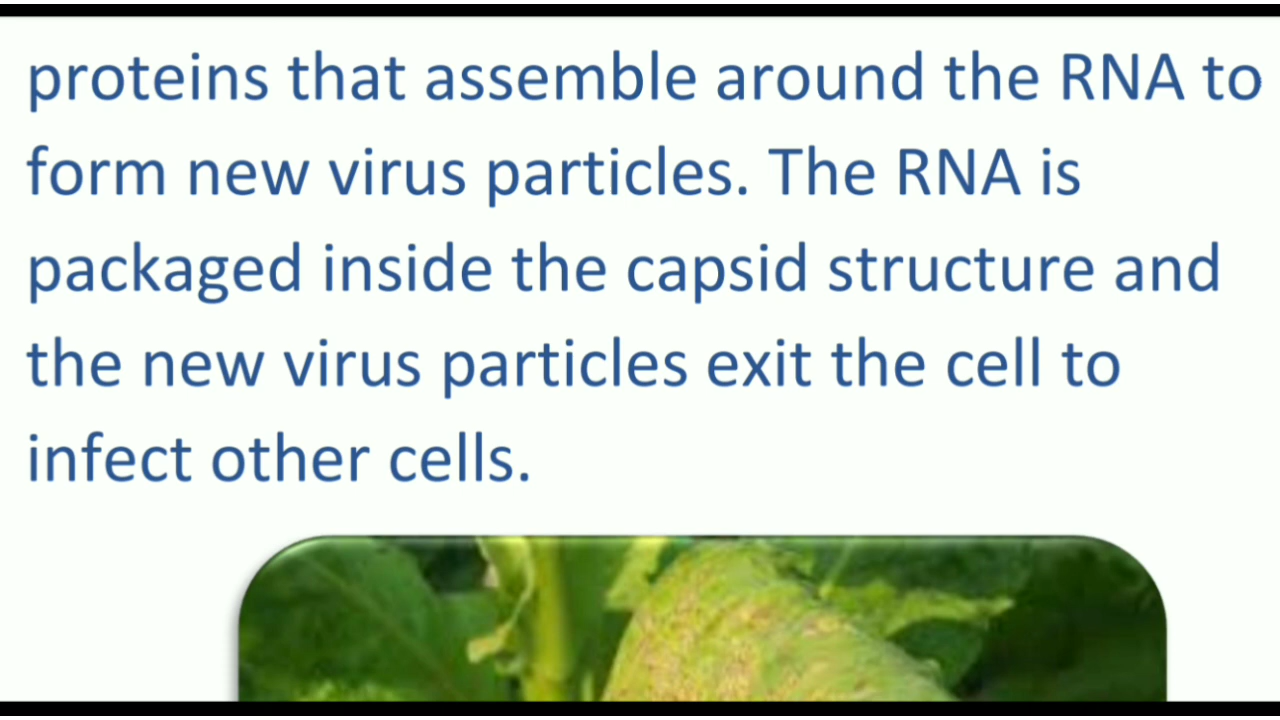 proteins that assemble around the RNA to
form new virus particles. The RNA is
packaged inside the capsid structure and
the new virus particles exit the cell to
infect other cells.